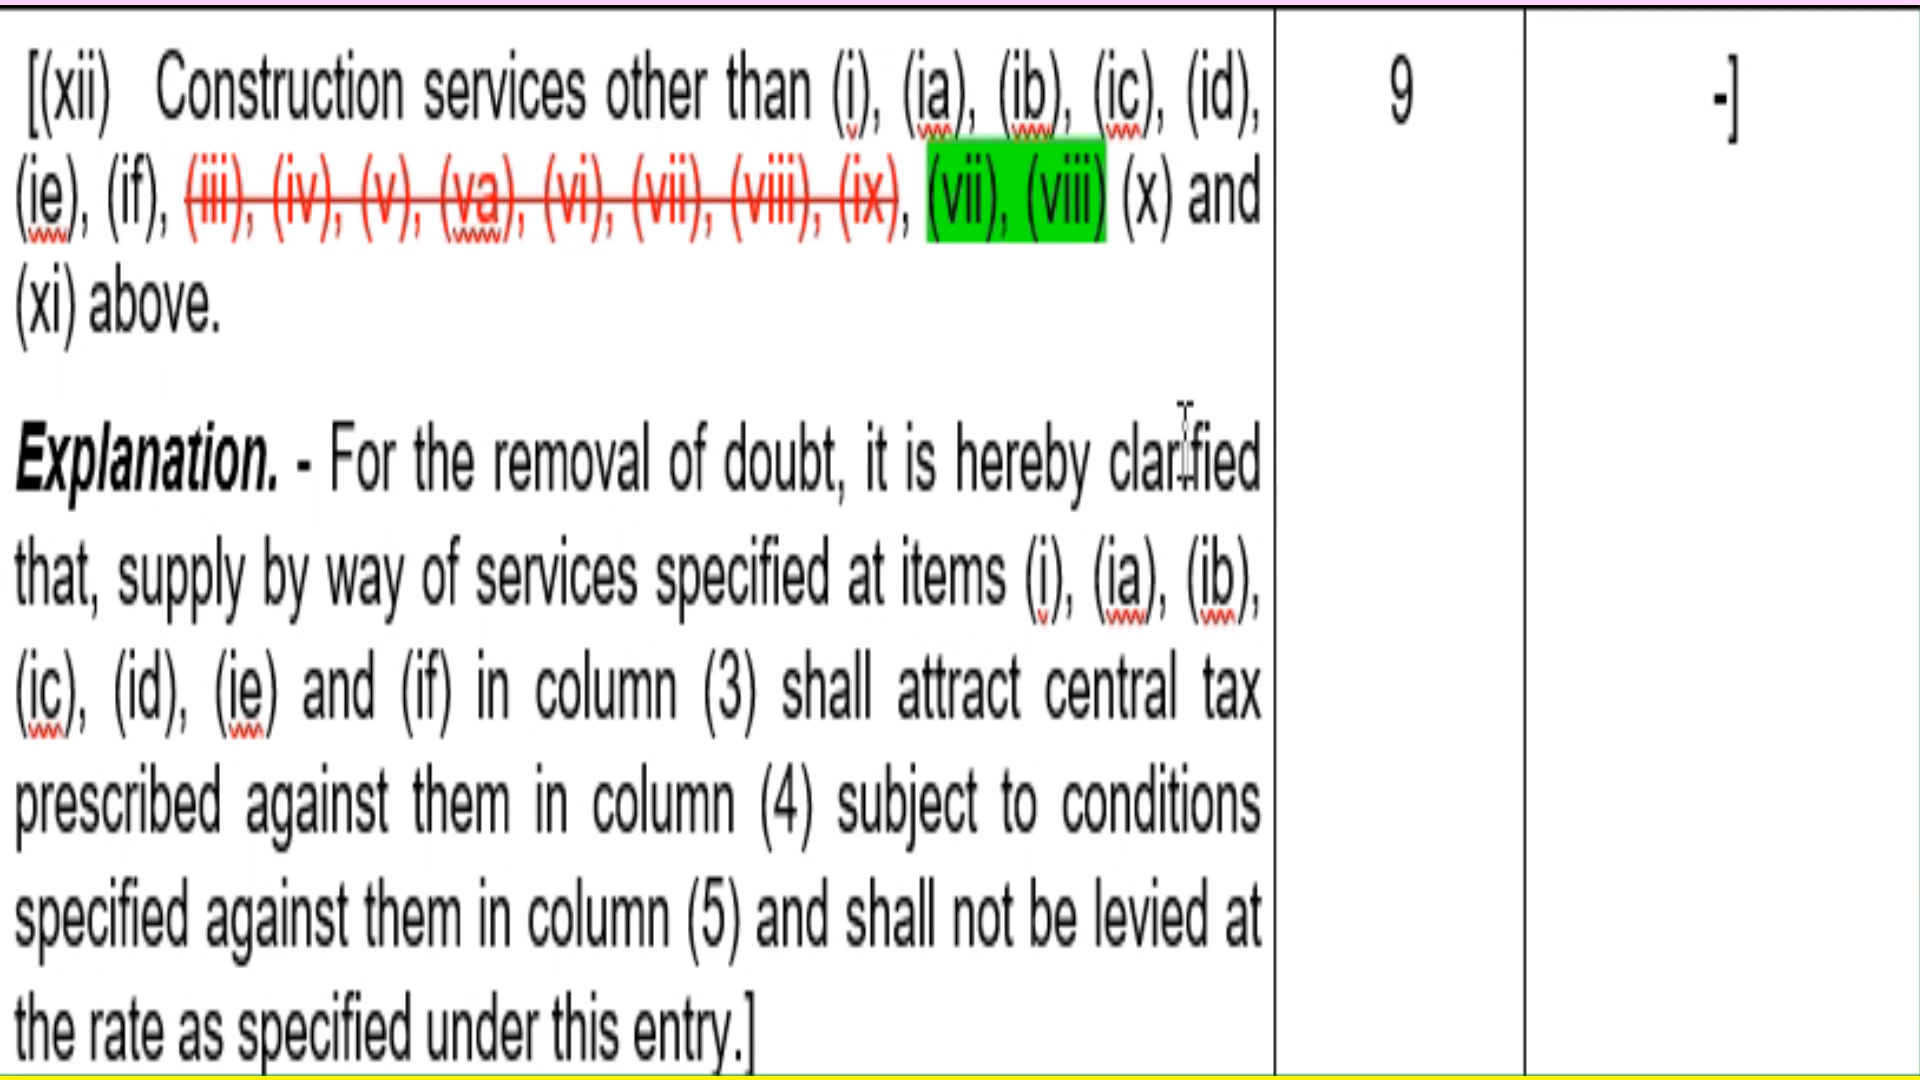 [(xii) Construction services other than (i), (ia), (ib), (ic), (id), 9 -]
(ie), (if), (iii), (iv), (v), (va), (vi), (vii), (viii), (ix), (vii), (viii) (x) and
(xi) above.
Explanation. - For the removal of doubt, it is hereby clarified
that, supply by way of services specified at items (i), (ia), (ib),
(ic), (id), (ie) and (if) in column (3) shall attract central tax
prescribed against them in column (4) subject to conditions
specified against them in column (5) and shall not be levied at
the rate as specified under this entry.]